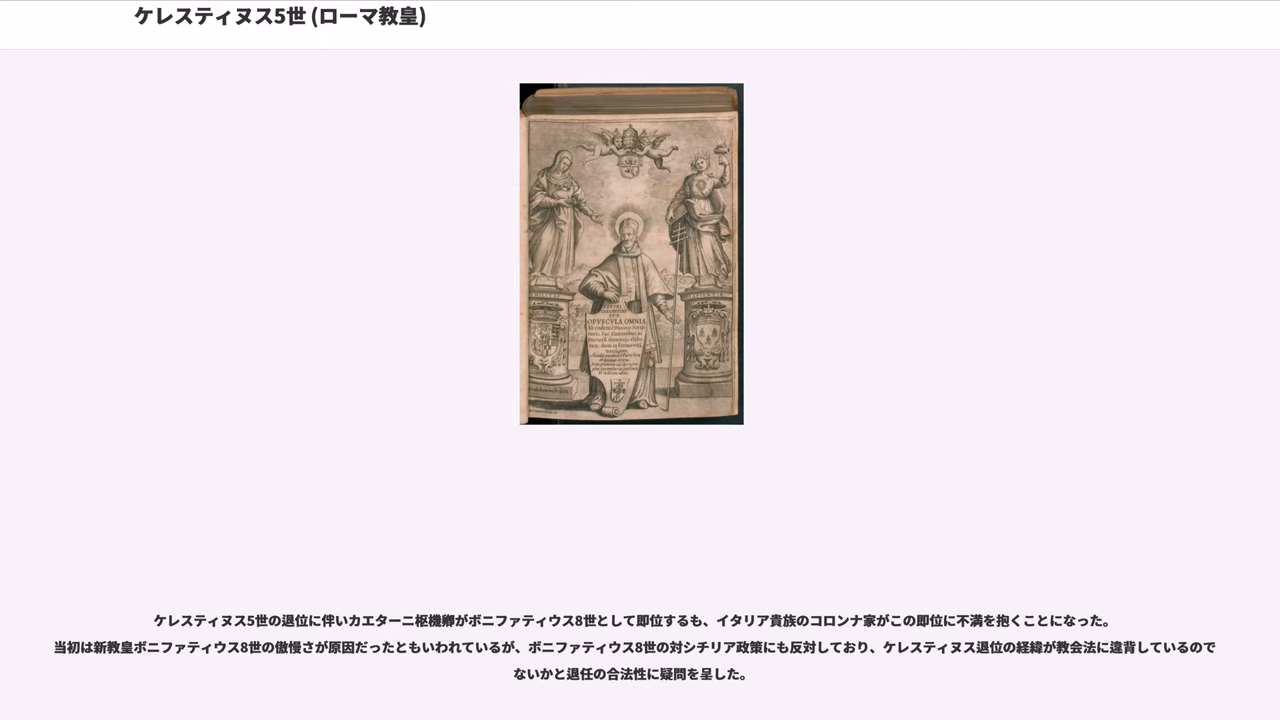 ケレスティヌス5世 (ローマ教皇)
OPVSCVLA OMNIA
ケレスティヌス5世の退位に伴いカエターニ枢機卿がボニファティウス8世として即位するも、イタリア貴族のコロンナ家がこの即位に不満を抱くことになった。
当初は新教皇ボニファティウス8世の傲慢さが原因だったともいわれているが、ボニファティウス8世の対シチリア政策にも反対しており、ケレスティヌス退位の経緯が教会法に違背しているので
ないかと退任の合法性に疑問を呈した。